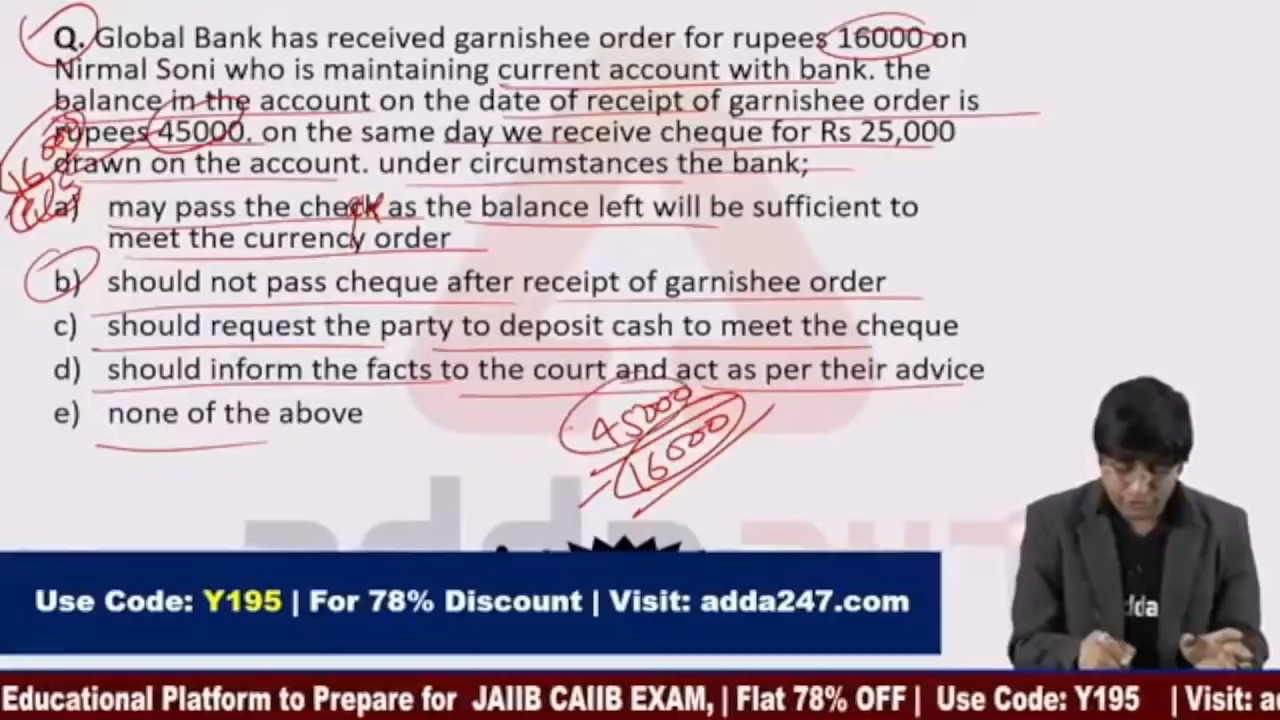 Q. Global Bank has received garnishee order for rupees 16000 on
Nirmal Soni who is maintaining current account with bank. the
balance in the account on the date of receipt of garnishee order is
rupees 45000. on the same day we receive cheque for Rs 25,000
drawn on the account. under circumstances the bank;
16000
a) may pass the check as the balance left will be sufficient to
meet the currency order
b) should not pass cheque after receipt of garnishee order
c) should request the party to deposit cash to meet the cheque
d) should inform the facts to the court and act as per their advice
e) none of the above
45000
16000
adda
dda
Use Code: Y195 | For 78% Discount | Visit: adda247.com
Educational Platform to Prepare for JAIIB CAIIB EXAM, | Flat 78% OFF | Use Code: Y195 | Visit: a